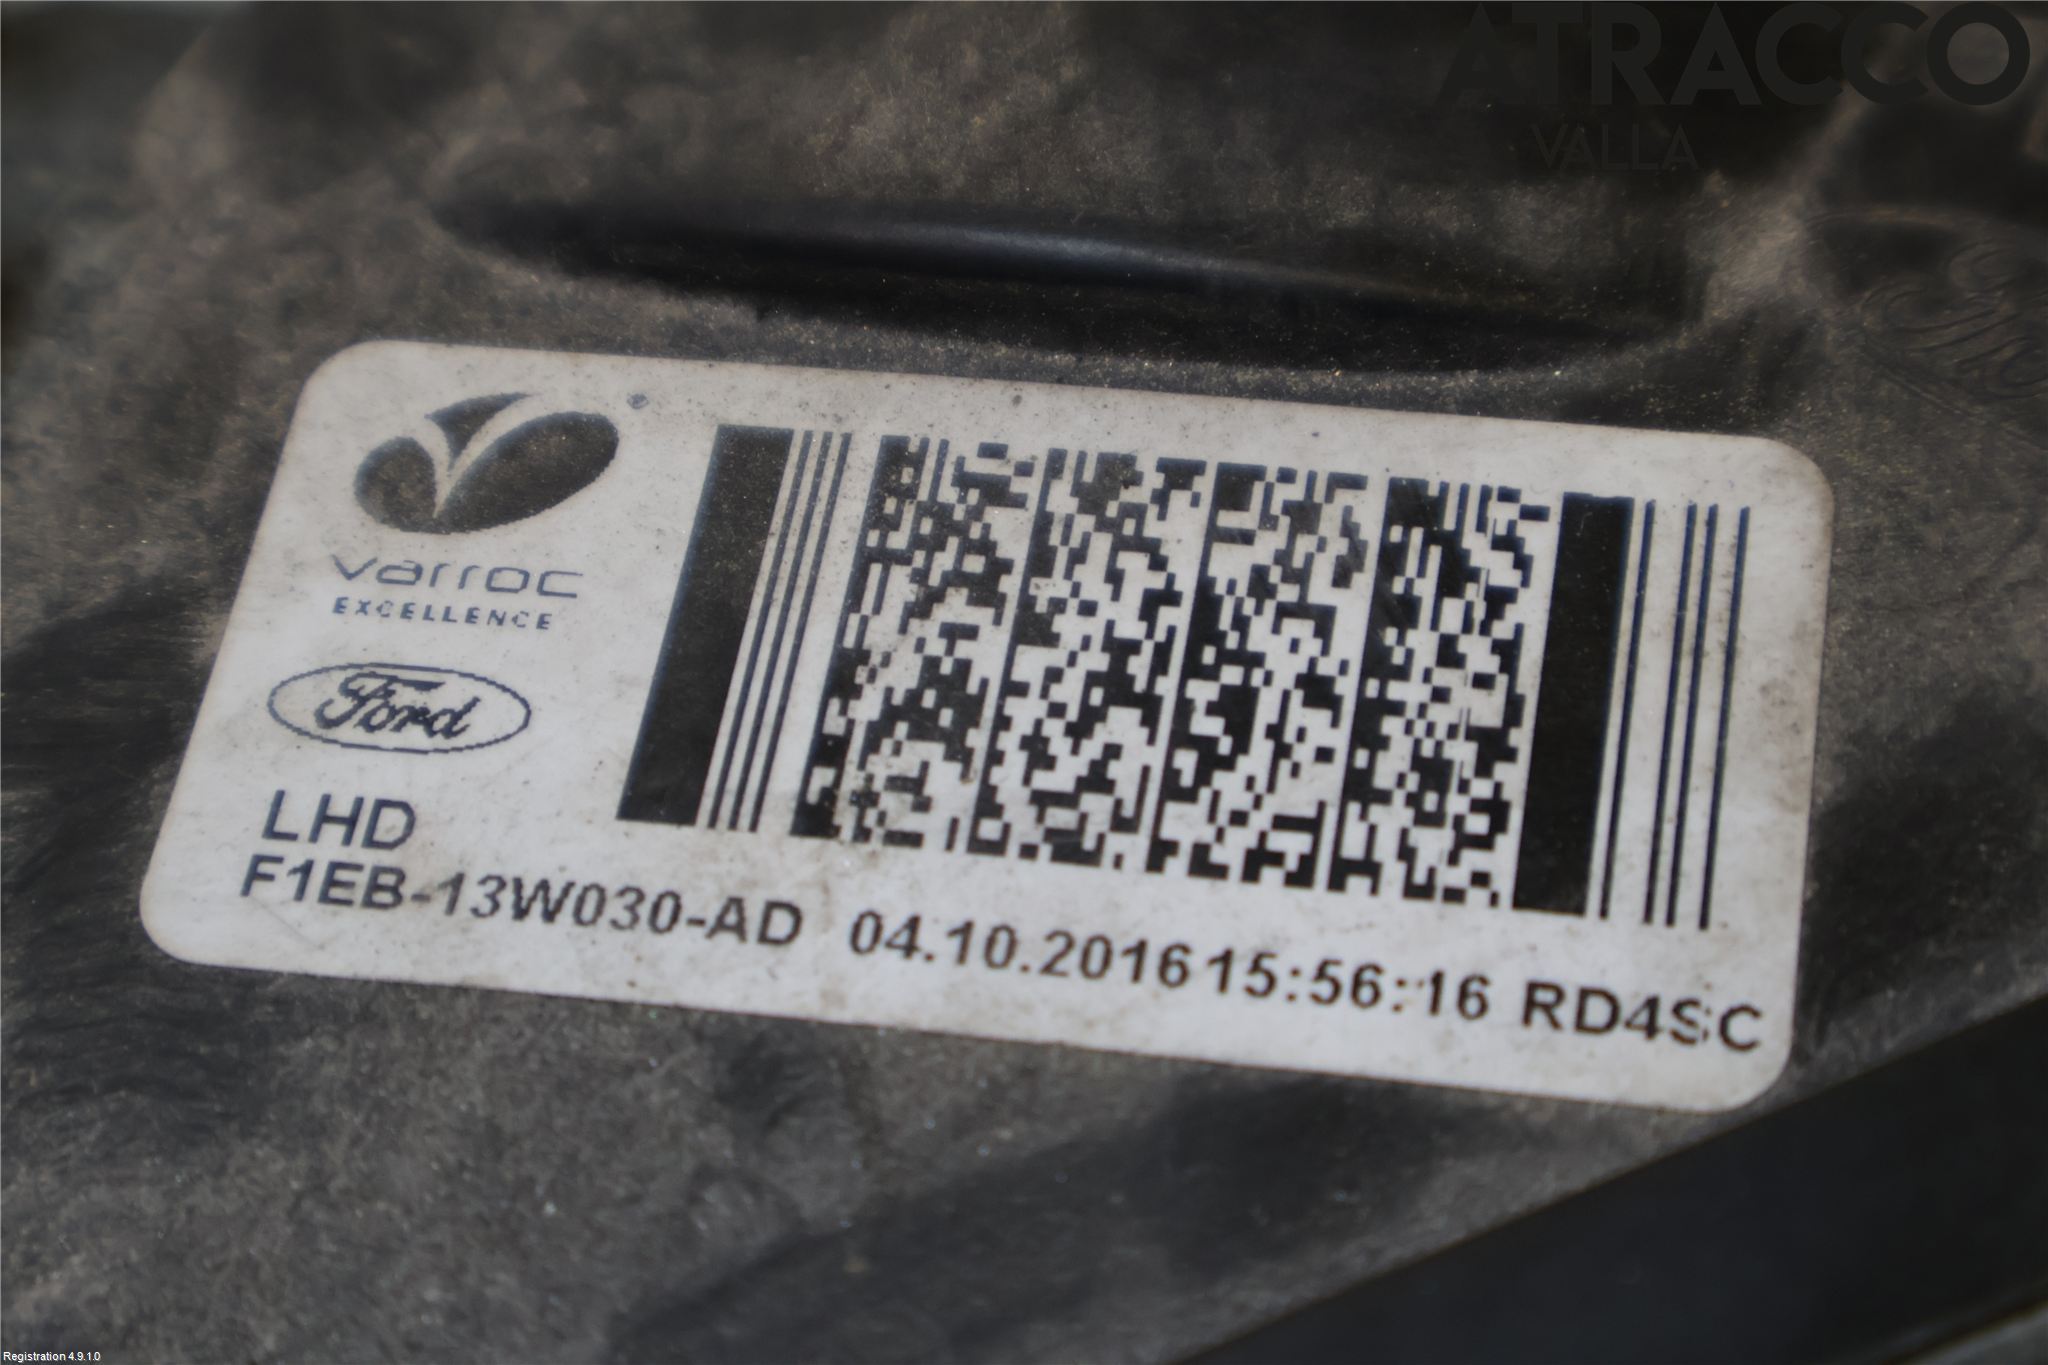 ATRACCO
VALLA
varroc
EXCELLENCE
Ford
LHD
F1EB-13W030-AD 04.10.2016 15:56:16 RD4SC
Registration 4.9.1.0